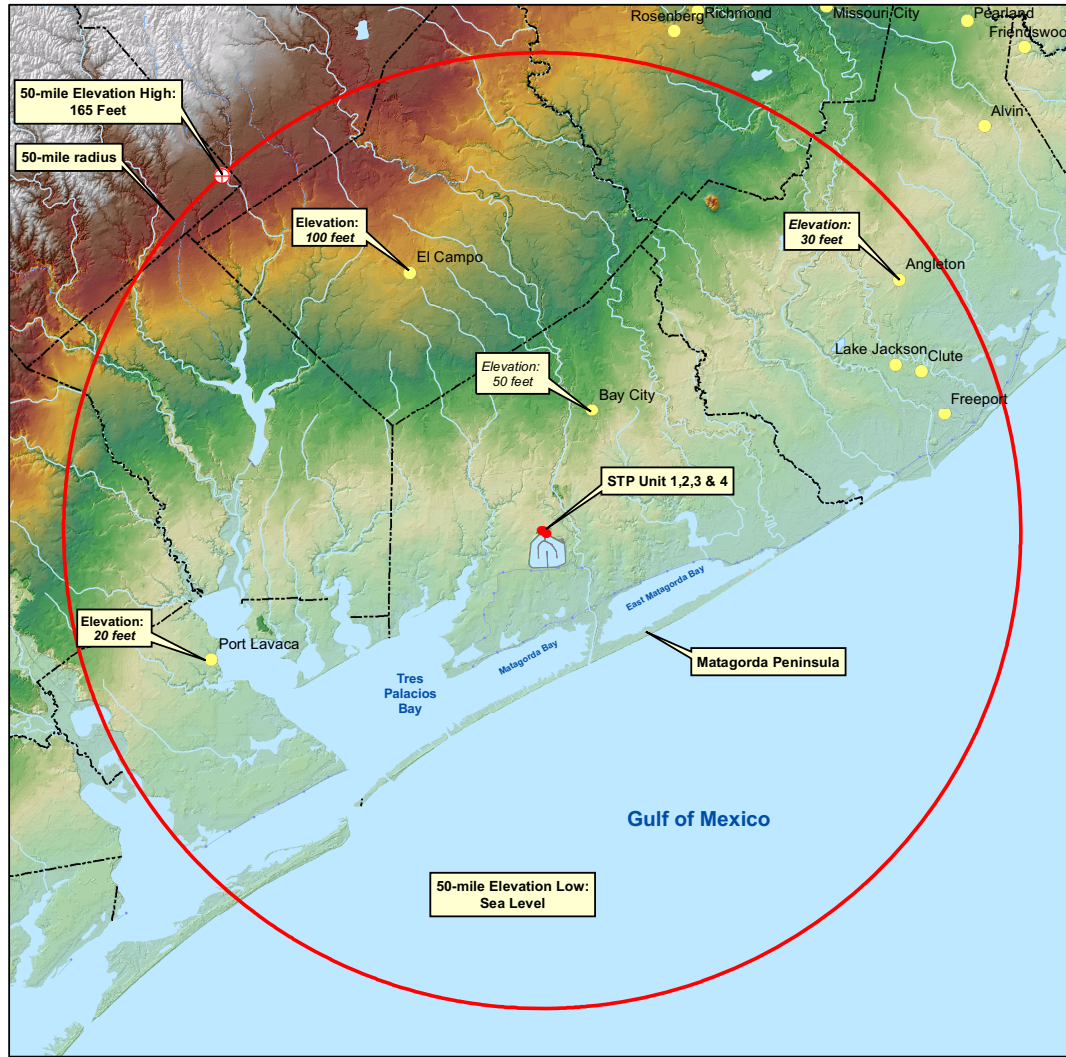 Rosenberg
Richmond
Missouri City
Pearland
Friendswoo
50-mile Elevation High:
165 Feet
Alvin
50-mile radius
Elevation:
100 feet
El Campo
Elevation:
30 feet
Angleton
Elevation:
50 feet
Bay City
Lake Jackson
Clute
Freeport
STP Unit 1,2,3 & 4
East Matagorda Bay
Elevation:
20 feet
Port Lavaca
Matagorda Bay
Matagorda Peninsula
Tres
Palacios
Bay
Gulf of Mexico
50-mile Elevation Low:
Sea Level